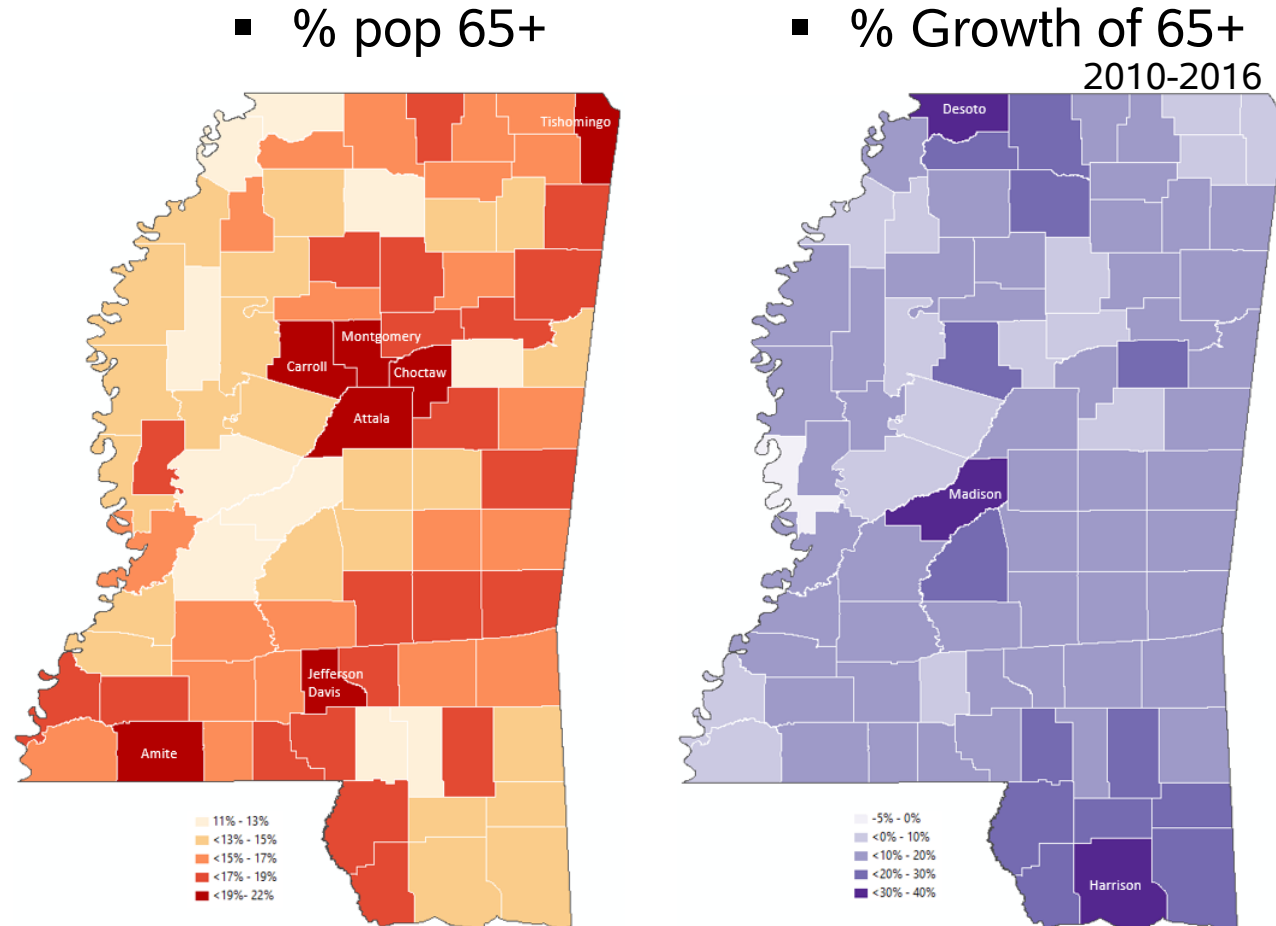 ▪ % pop 65+
▪ % Growth of 65+
2010-2016
Tishomingo
Montgomery
Carroll
Choctaw
Attala
Jefferson
Davis
Amite
11% - 13%
<13% - 15%
<15% - 17%
<17% - 19%
<19%- 22%
Desoto
Madison
Harrison
-5% - 0%
<0% - 10%
<10% - 20%
<20% - 30%
<30% - 40%